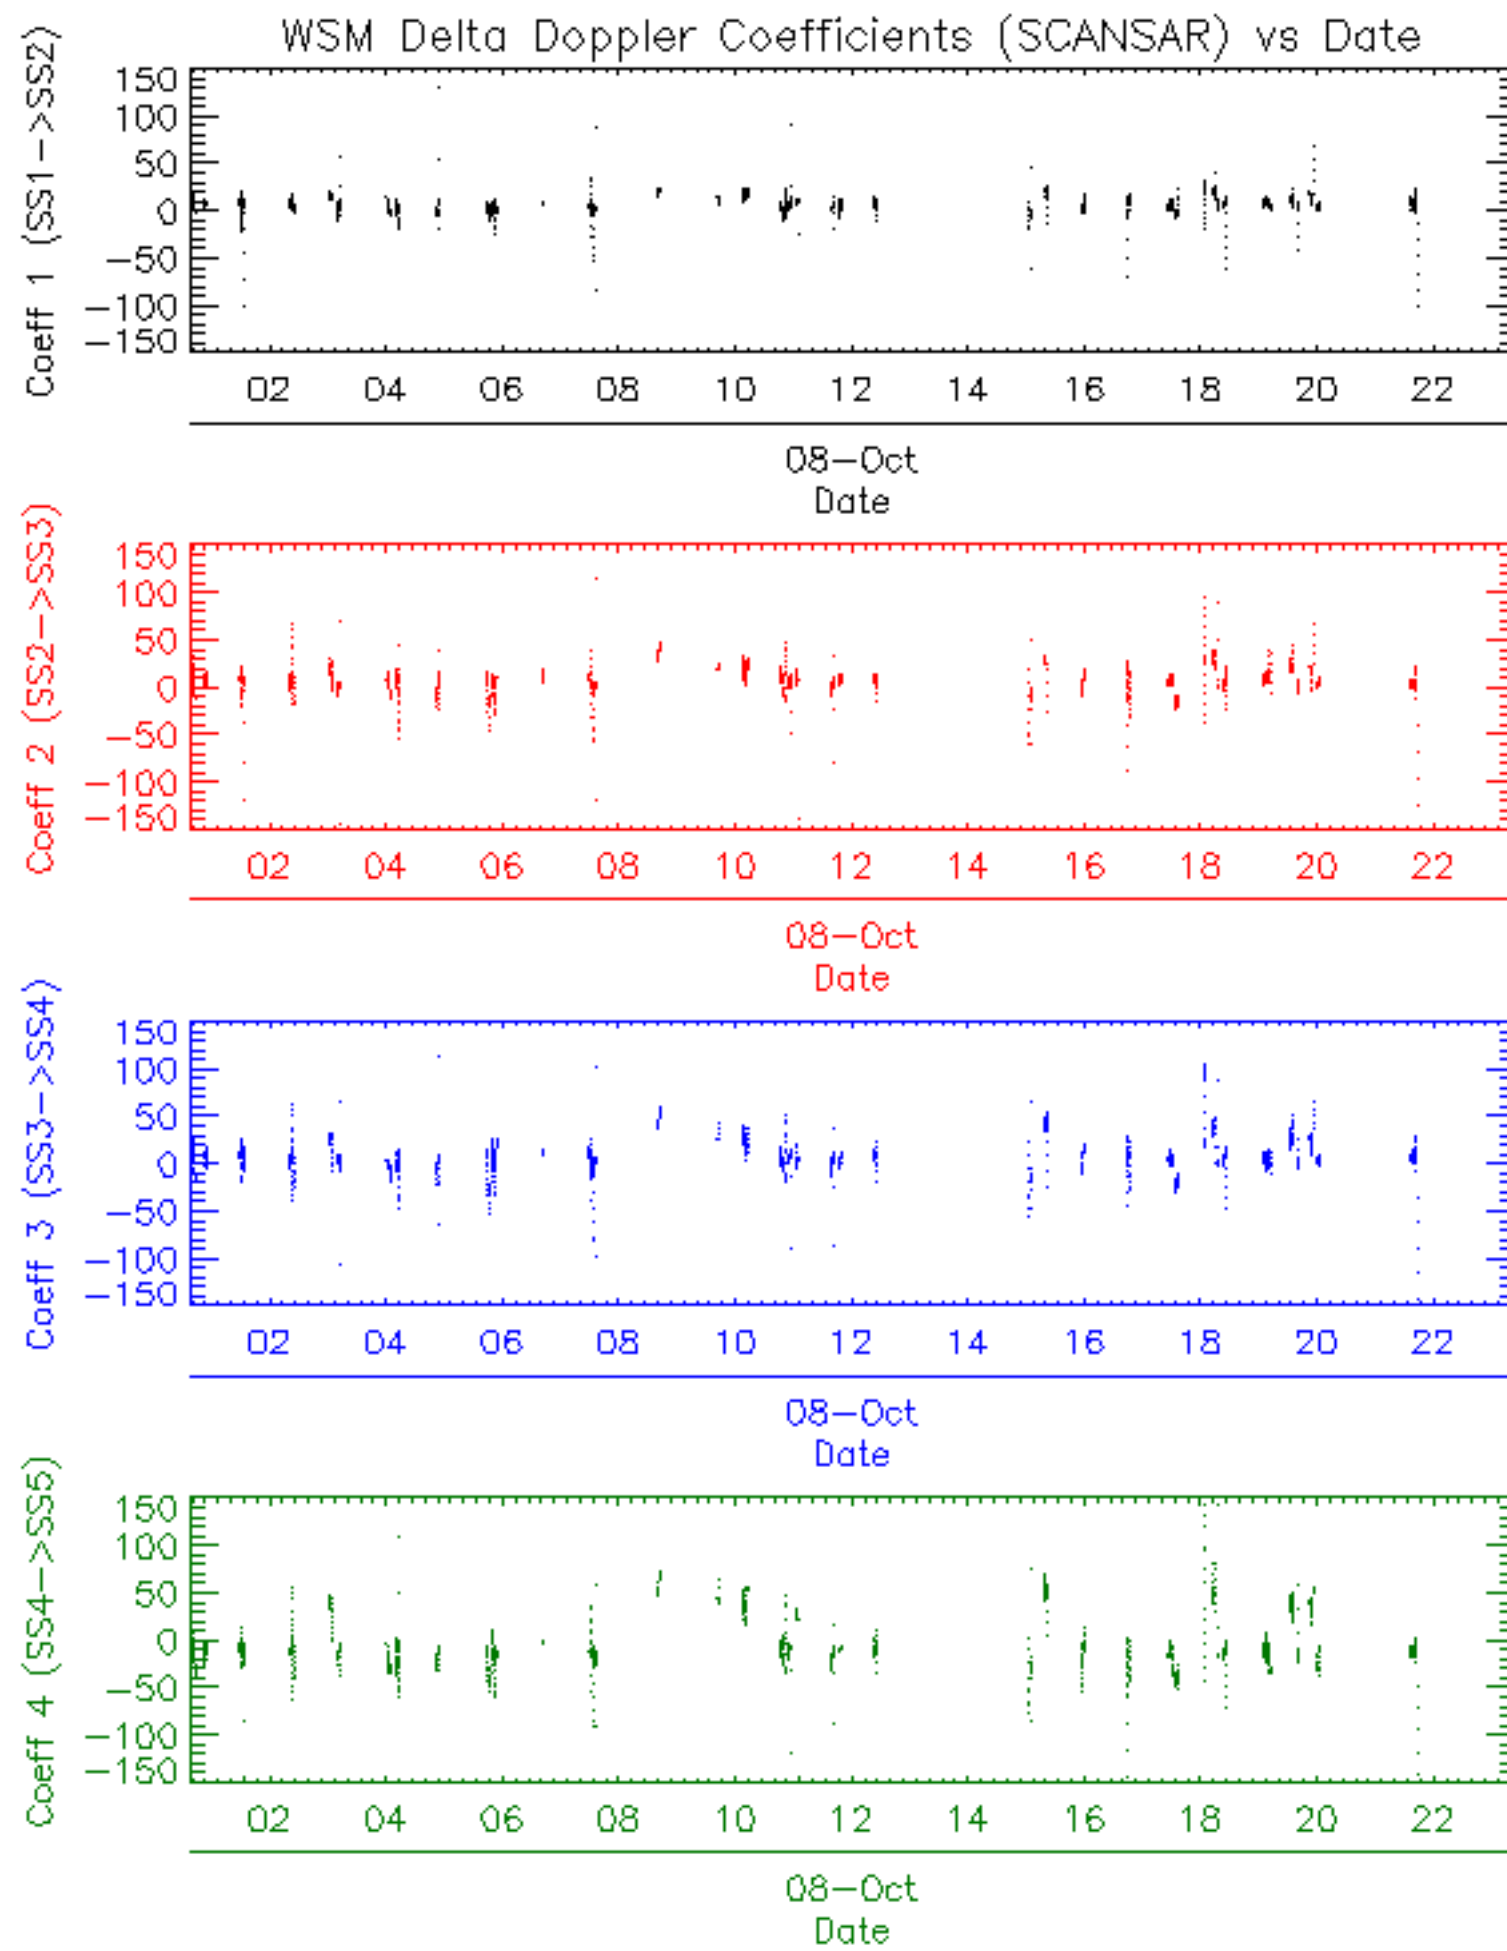 WSM Delta Doppler Coefficients (SCANSAR) vs Date
Coeff 1 (SS1->SS2)
150
100
50
0
-50
-100
-150
02 04 06 08 10 12 14 16 18 20 22
08-Oct
Date
Coeff 2 (SS2->SS3)
150
100
50
0
-50
-100
-150
02 04 06 08 10 12 14 16 18 20 22
08-Oct
Date
Coeff 3 (SS3->SS4)
150
100
50
0
-50
-100
-150
02 04 06 08 10 12 14 16 18 20 22
08-Oct
Date
Coeff 4 (SS4->SS5)
150
100
50
0
-50
-100
-150
02 04 06 08 10 12 14 16 18 20 22
08-Oct
Date